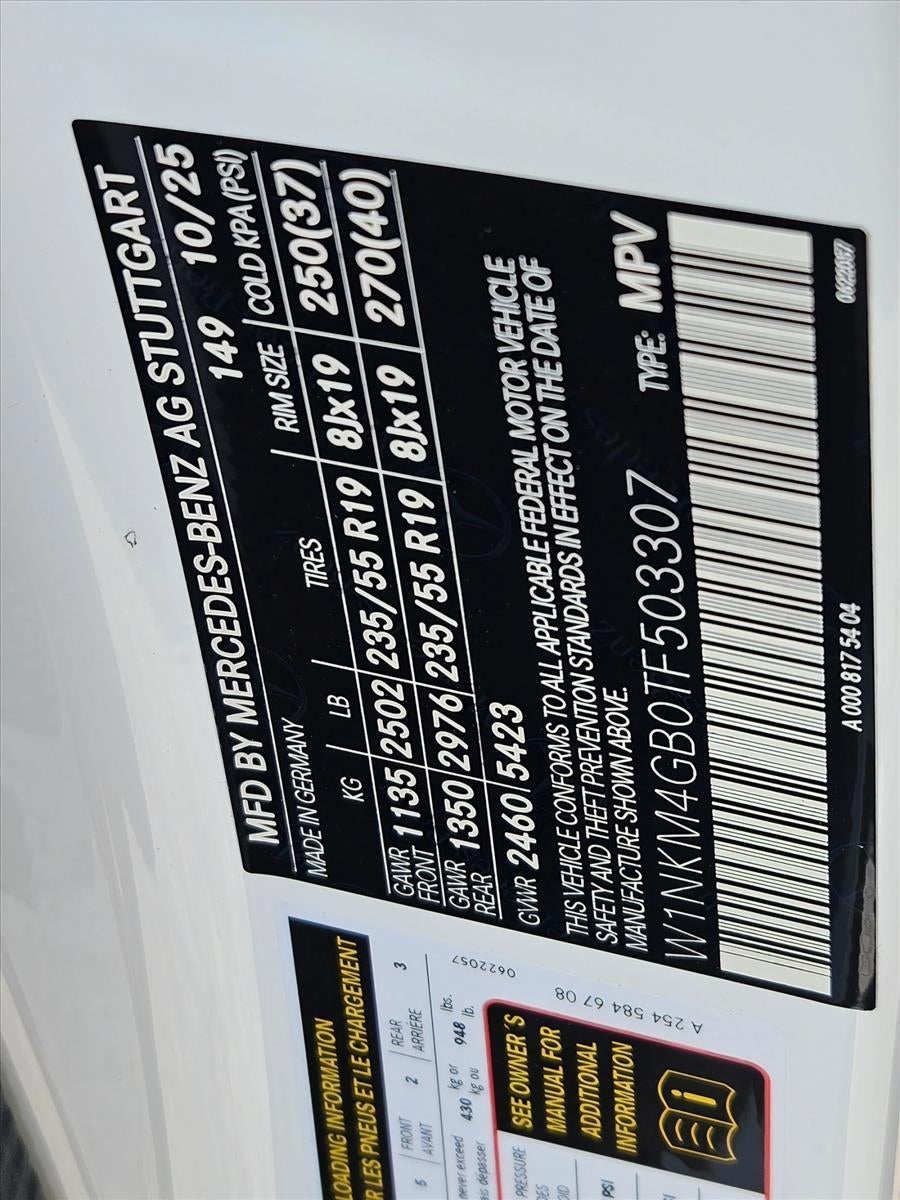 MFD BY MERCEDES-BENZ AG STUTTGART
MADE IN GERMANY 149 10/25
KG LB TIRES RIM SIZE COLD KPA(PSI)
GAWR FRONT 1135 2502 235/55 R19 8Jx19 250(37)
GAWR REAR 1350 2976 235/55 R19 8Jx19 270(40)
GVWR 2460 5423
THIS VEHICLE CONFORMS TO ALL APPLICABLE FEDERAL MOTOR VEHICLE
SAFETY AND THEFT PREVENTION STANDARDS IN EFFECT ON THE DATE OF
MANUFACTURE SHOWN ABOVE.
W1NKM4GB0TF503307 TYPE: MPV
A 000 817 54 04 0622057
LOADING INFORMATION
R LES PNEUS ET LE CHARGEMENT
5 FRONT 2 REAR 3
AVANT ARRIÈRE
never exceed 430 kg or 948 lbs.
is dépasser kg ou lb.
PRESSURE
PSI
SEE OWNER'S
MANUAL FOR
ADDITIONAL
INFORMATION
0622057
A 254 584 67 08